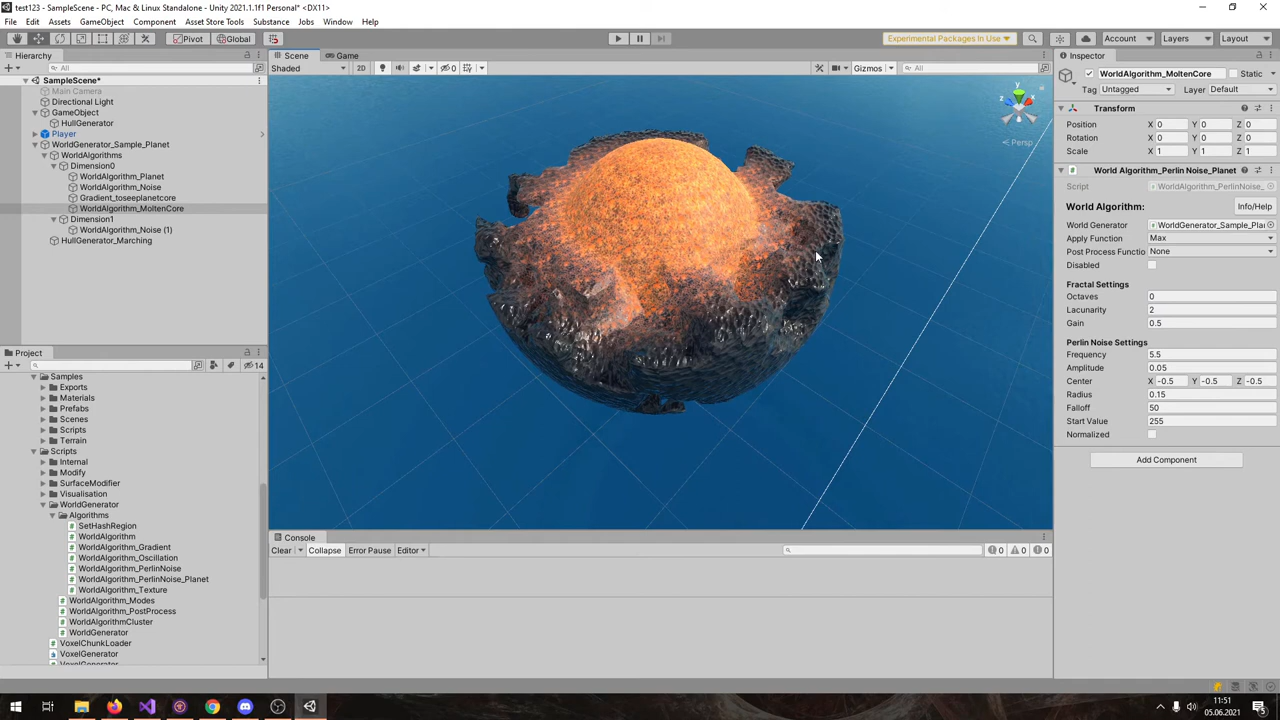 test123 - SampleScene - PC, Mac & Linux Standalone - Unity 2021.1.1f1 Personal* <DX11>
File Edit Assets GameObject Component Asset Store Tools Substance Jobs Window Help
Pivot Global
Experimental Packages In Use Account Layers Layout
Hierarchy
All
SampleScene*
Main Camera
Directional Light
GameObject
HullGenerator
Player
WorldGenerator_Sample_Planet
WorldAlgorithms
Dimension0
WorldAlgorithm_Planet
WorldAlgorithm_Noise
Gradient_toseeplanetcore
WorldAlgorithm_MoltenCore
Dimension1
WorldAlgorithm_Noise (1)
HullGenerator_Marching
Project
14
Samples
Exports
Materials
Prefabs
Scenes
Scripts
Terrain
Scripts
Internal
Modify
SurfaceModifier
Visualisation
WorldGenerator
Algorithms
SetHashRegion
WorldAlgorithm
WorldAlgorithm_Gradient
WorldAlgorithm_Oscillation
WorldAlgorithm_PerlinNoise
WorldAlgorithm_PerlinNoise_Planet
WorldAlgorithm_Texture
WorldAlgorithm_Modes
WorldAlgorithm_PostProcess
WorldAlgorithmCluster
WorldGenerator
VoxelChunkLoader
VoxelGenerator
Scene Game
Shaded 2D 0 Gizmos All
y
z
Persp
Console
Clear Collapse Error Pause Editor 0 0 0
Inspector
WorldAlgorithm_MoltenCore Static
Tag Untagged Layer Default
Transform
Position X 0 Y 0 Z 0
Rotation X 0 Y 0 Z 0
Scale X 1 Y 1 Z 1
World Algorithm_Perlin Noise_Planet
Script WorldAlgorithm_PerlinNoise_
World Algorithm: Info/Help
World Generator WorldGenerator_Sample_Pla
Apply Function Max
Post Process Functio None
Disabled
Fractal Settings
Octaves 0
Lacunarity 2
Gain 0.5
Perlin Noise Settings
Frequency 5.5
Amplitude 0.05
Center X -0.5 Y -0.5 Z -0.5
Radius 0.15
Falloff 50
Start Value 255
Normalized
Add Component
11:51
05.06.2021